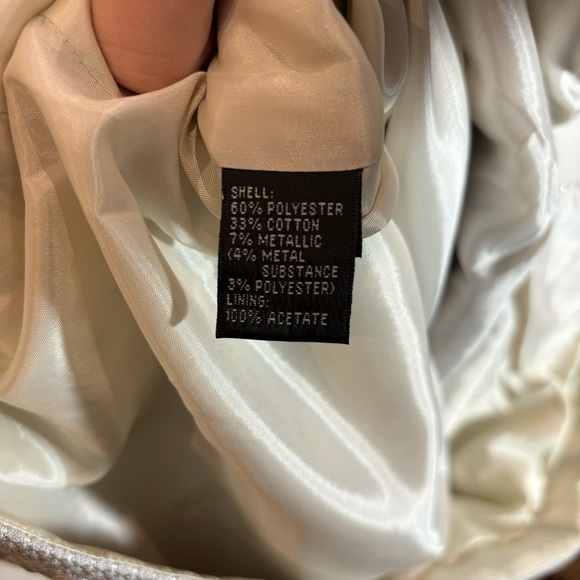 SHELL:
60% POLYESTER
33% COTTON
7% METALLIC
(4% METAL
SUBSTANCE
3% POLYESTER)
LINING:
100% ACETATE